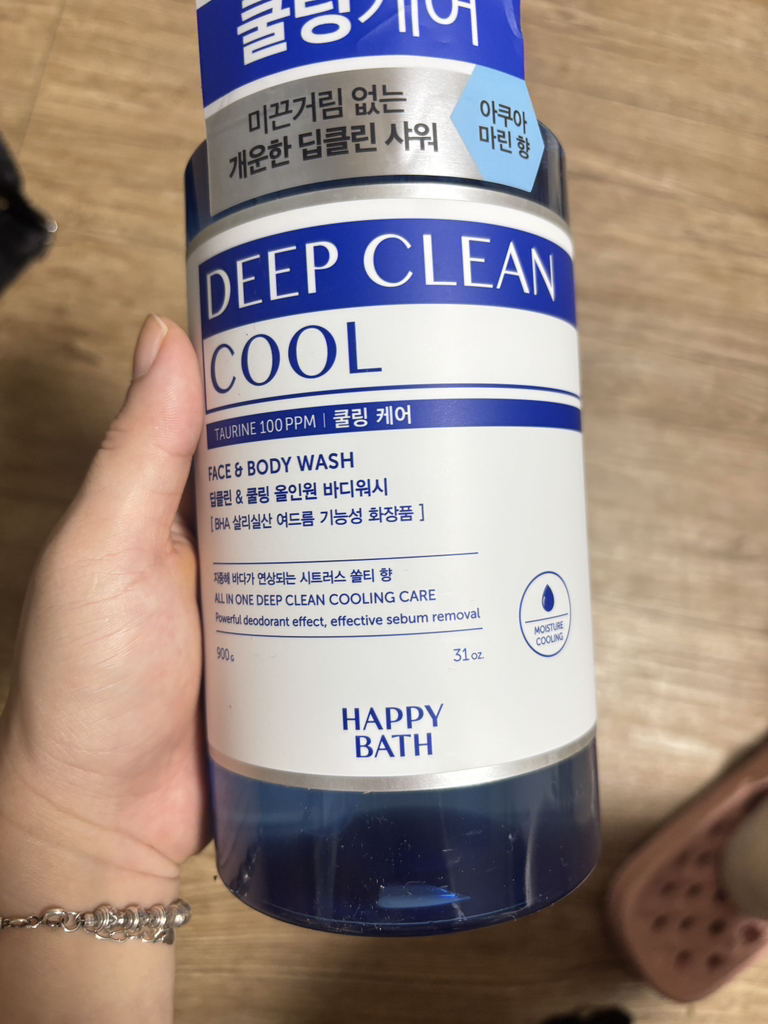 쿨링케어
미끈거림 없는
개운한 딥클린 샤워
아쿠아
마린 향
DEEP CLEAN
COOL
TAURINE 100 PPM | 쿨링 케어
FACE & BODY WASH
딥클린 & 쿨링 올인원 바디워시
[ BHA 살리실산 여드름 기능성 화장품 ]
지중해 바다가 연상되는 시트러스 쏠티 향
ALL IN ONE DEEP CLEAN COOLING CARE
Powerful deodorant effect, effective sebum removal
900 G
31 oz.
MOISTURE
COOLING
HAPPY
BATH